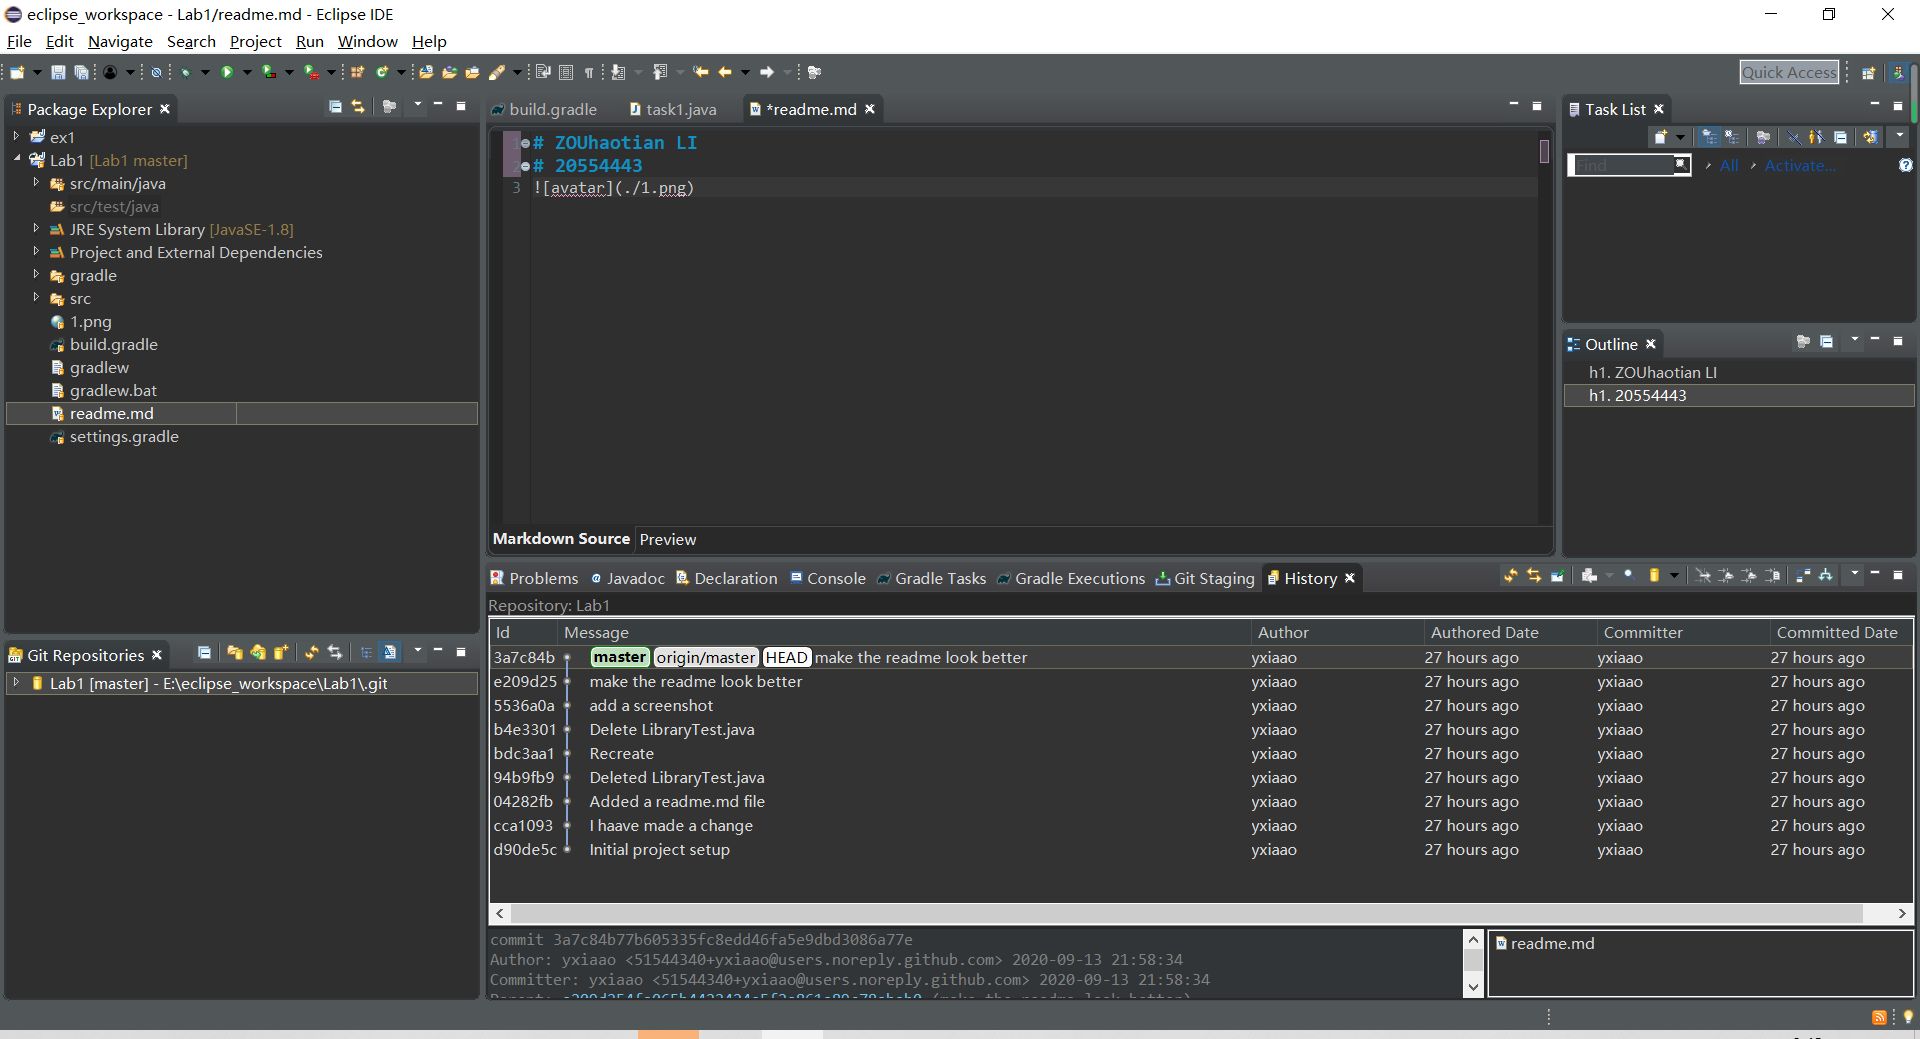 eclipse_workspace - Lab1/readme.md - Eclipse IDE
File Edit Navigate Search Project Run Window Help
Quick Access
Package Explorer
ex1
Lab1 [Lab1 master]
src/main/java
src/test/java
JRE System Library [JavaSE-1.8]
Project and External Dependencies
gradle
src
1.png
build.gradle
gradlew
gradlew.bat
readme.md
settings.gradle
Git Repositories
Lab1 [master] - E:\eclipse_workspace\Lab1\.git
build.gradle task1.java *readme.md
1 # ZOUhaotian LI
2 # 20554443
3 ![avatar](./1.png)
Markdown Source Preview
Task List
Find All Activate...
Outline
h1. ZOUhaotian LI
h1. 20554443
Problems Javadoc Declaration Console Gradle Tasks Gradle Executions Git Staging History
Repository: Lab1
Id Message Author Authored Date Committer Committed Date
3a7c84b master origin/master HEAD make the readme look better yxiaao 27 hours ago yxiaao 27 hours ago
e209d25 make the readme look better yxiaao 27 hours ago yxiaao 27 hours ago
5536a0a add a screenshot yxiaao 27 hours ago yxiaao 27 hours ago
b4e3301 Delete LibraryTest.java yxiaao 27 hours ago yxiaao 27 hours ago
bdc3aa1 Recreate yxiaao 27 hours ago yxiaao 27 hours ago
94b9fb9 Deleted LibraryTest.java yxiaao 27 hours ago yxiaao 27 hours ago
04282fb Added a readme.md file yxiaao 27 hours ago yxiaao 27 hours ago
cca1093 I haave made a change yxiaao 27 hours ago yxiaao 27 hours ago
d90de5c Initial project setup yxiaao 27 hours ago yxiaao 27 hours ago
commit 3a7c84b77b605335fc8edd46fa5e9dbd3086a77e
Author: yxiaao <51544340+yxiaao@users.noreply.github.com> 2020-09-13 21:58:34
Committer: yxiaao <51544340+yxiaao@users.noreply.github.com> 2020-09-13 21:58:34
(make the readme look better)
readme.md